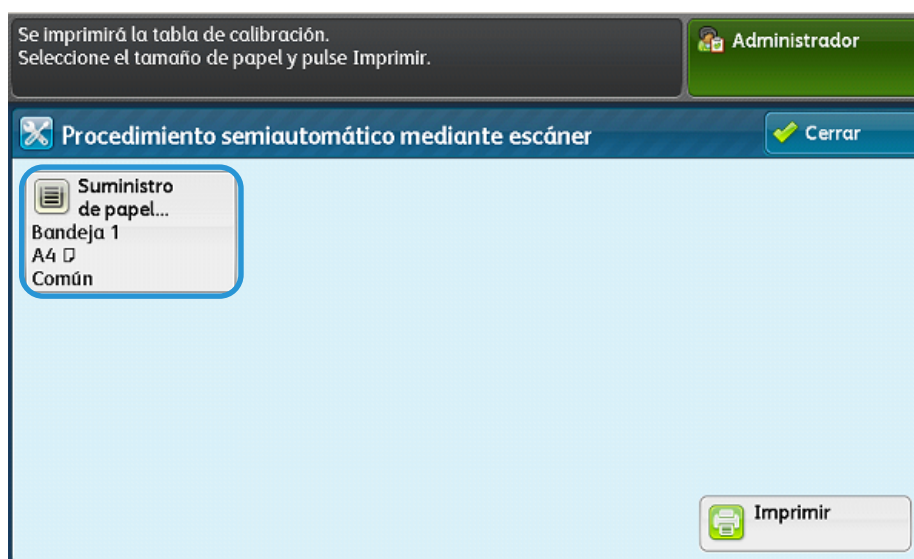 Se imprimirá la tabla de calibración.
Seleccione el tamaño de papel y pulse Imprimir.
Administrador
Procedimiento semiautomático mediante escáner
Cerrar
Suministro
de papel...
Bandeja 1
A4
Común
Imprimir